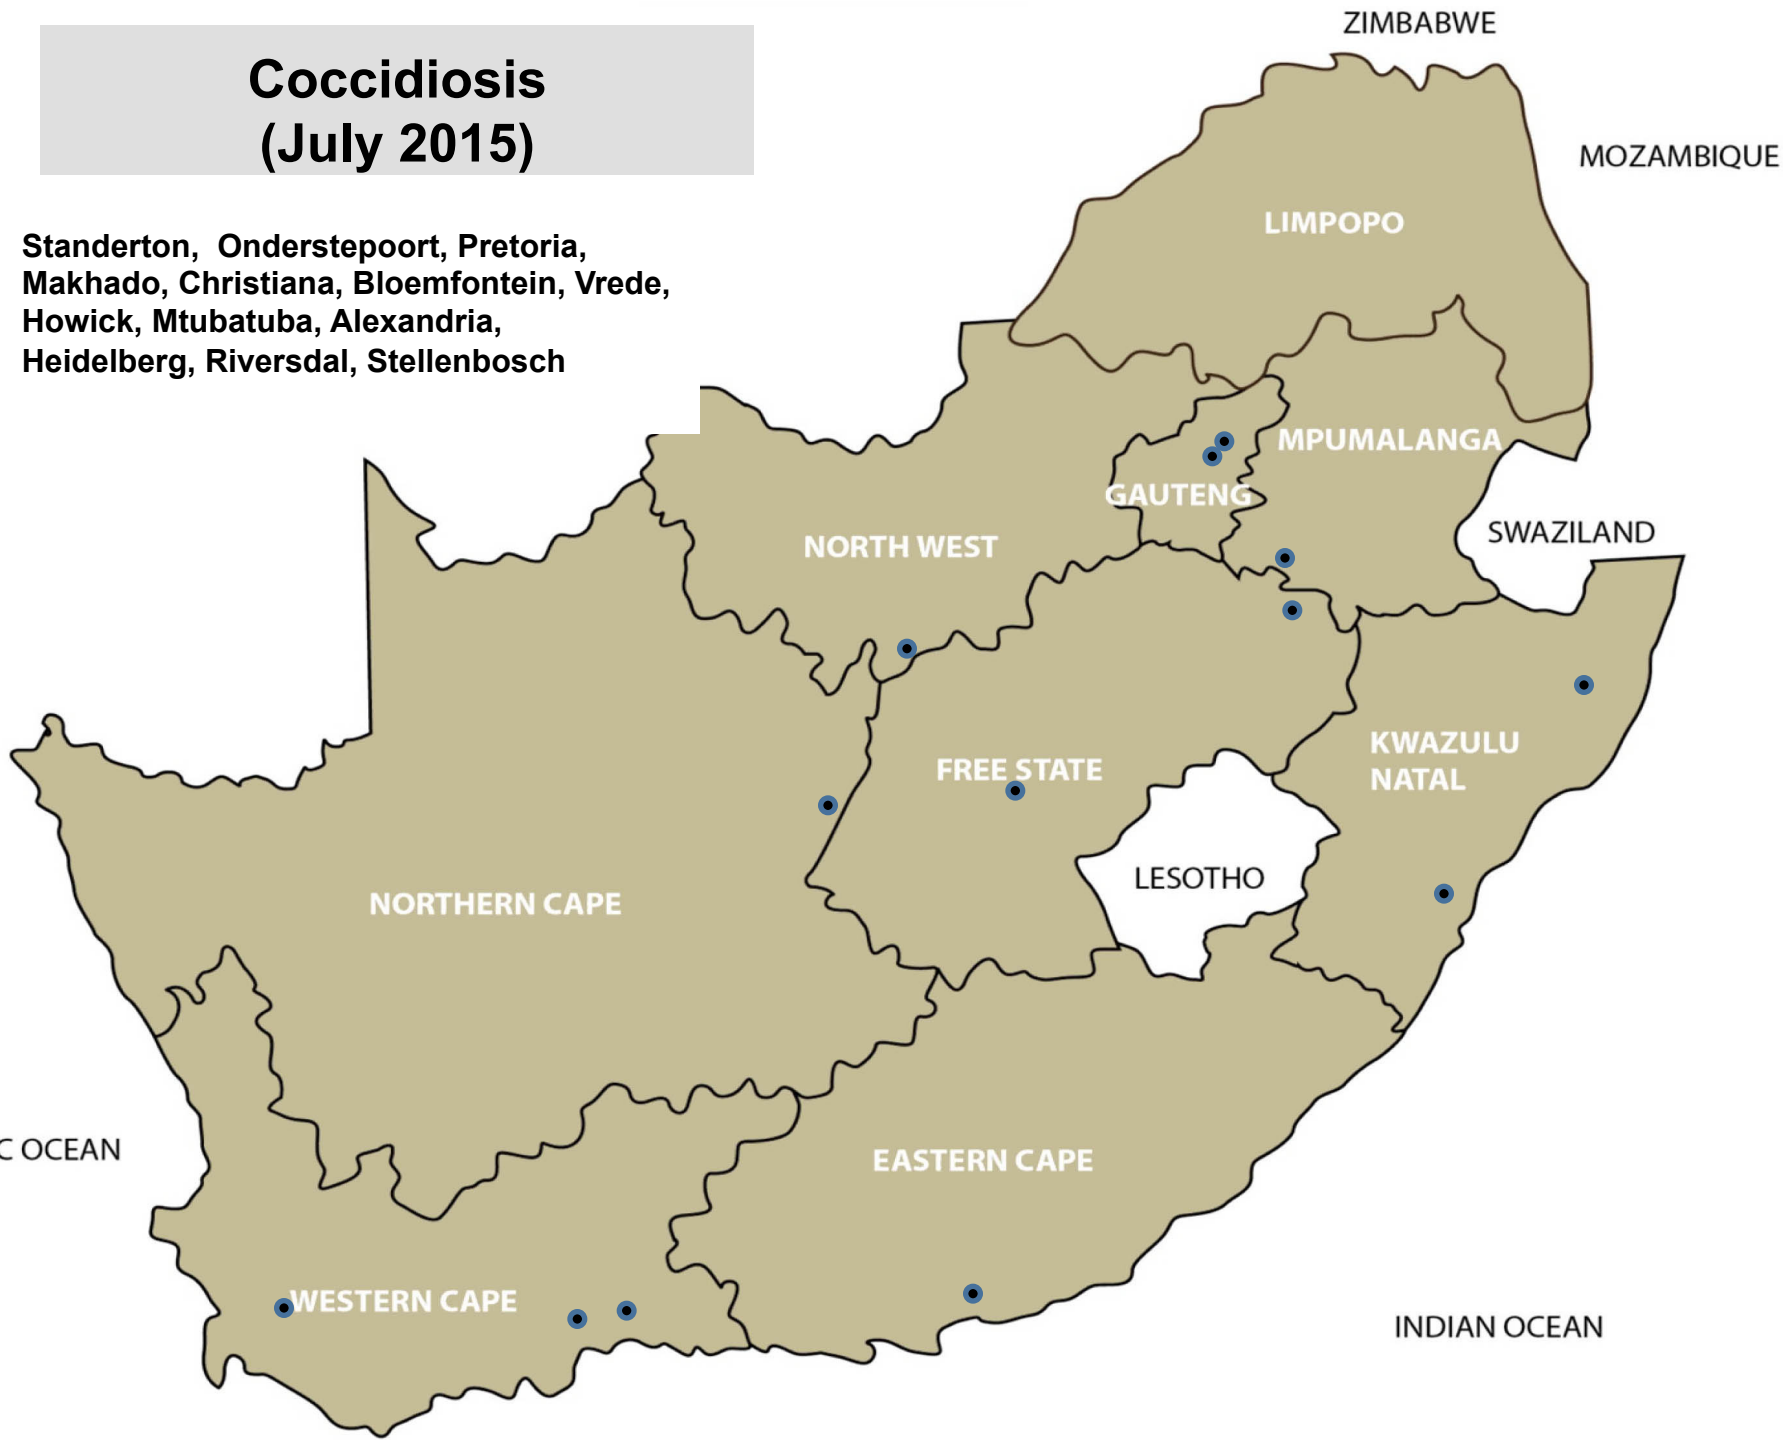 Coccidiosis
(July 2015)
Standerton, Onderstepoort, Pretoria,
Makhado, Christiana, Bloemfontein, Vrede,
Howick, Mtubatuba, Alexandria,
Heidelberg, Riversdal, Stellenbosch
ZIMBABWE
MOZAMBIQUE
LIMPOPO
MPUMALANGA
GAUTENG
SWAZILAND
NORTH WEST
KWAZULU
NATAL
FREE STATE
LESOTHO
NORTHERN CAPE
C OCEAN
EASTERN CAPE
WESTERN CAPE
INDIAN OCEAN